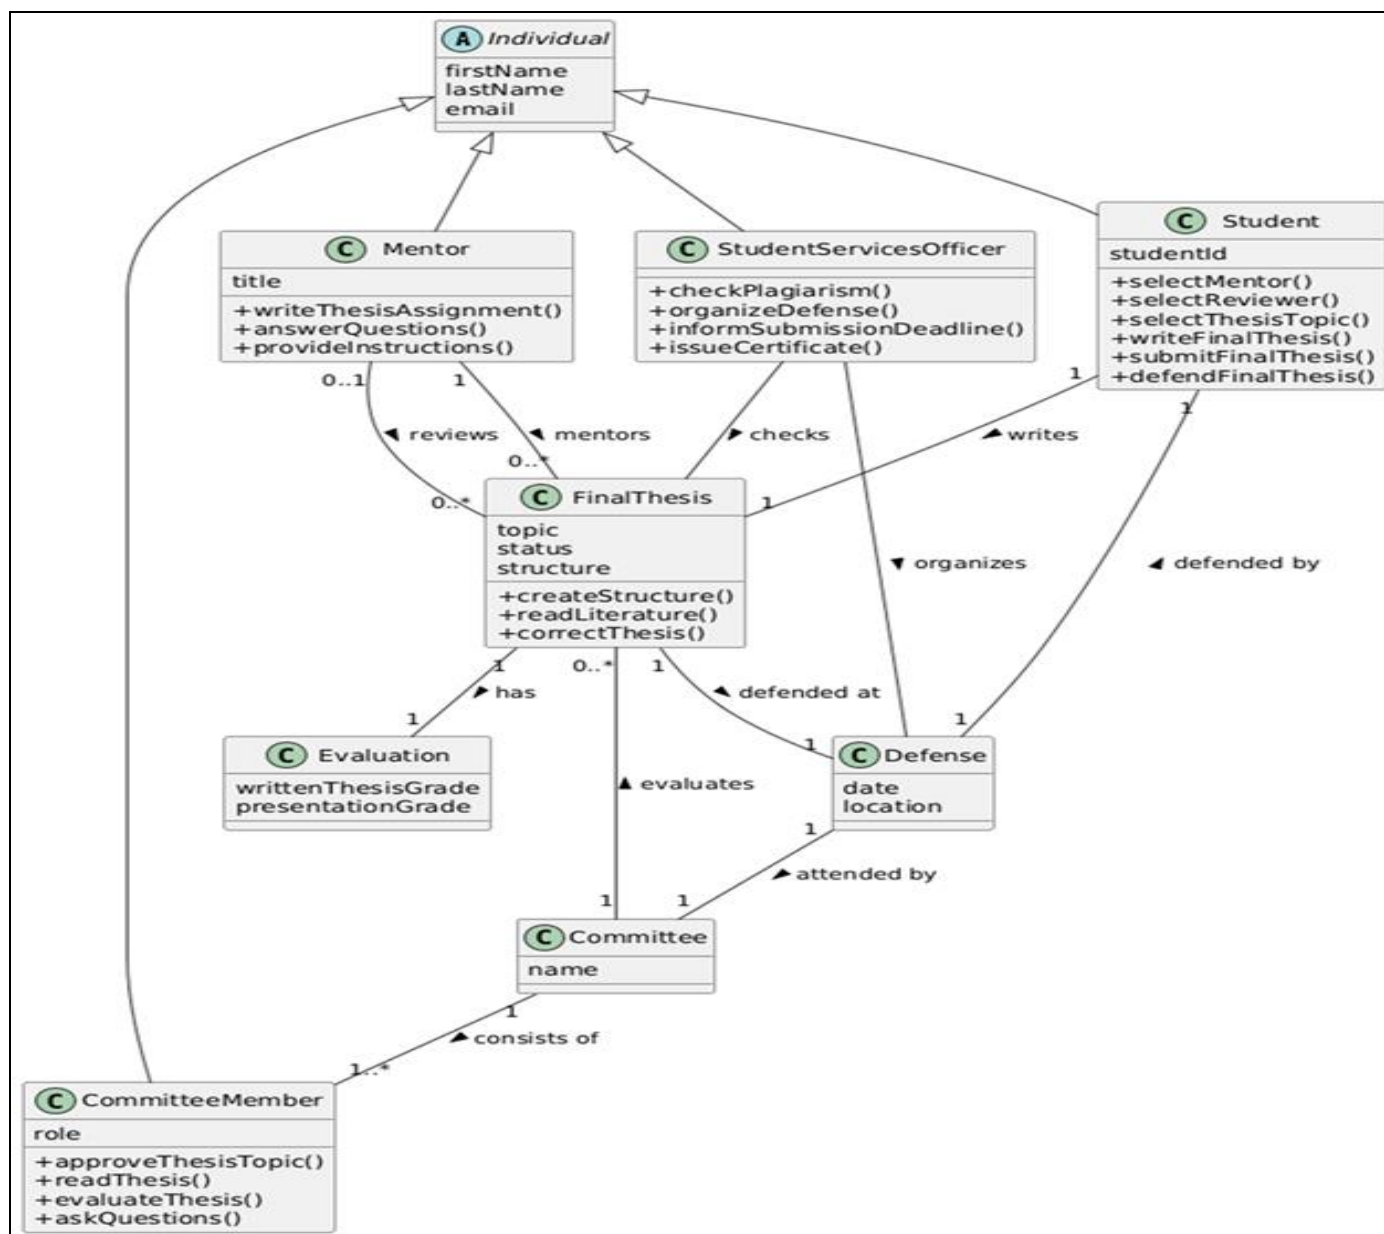 A Individual
firstName
lastName
email
C Mentor
title
+writeThesisAssignment()
+answerQuestions()
+provideInstructions()
C StudentServicesOfficer
+checkPlagiarism()
+organizeDefense()
+informSubmissionDeadline()
+issueCertificate()
C Student
studentId
+selectMentor()
+selectReviewer()
+selectThesisTopic()
+writeFinalThesis()
+submitFinalThesis()
+defendFinalThesis()
0..1
1
1
1
reviews
mentors
checks
writes
0..*
0..*
1
C FinalThesis
topic
status
structure
+createStructure()
+readLiterature()
+correctThesis()
organizes
defended by
1
0..*
1
has
defended at
1
1
1
C Evaluation
writtenThesisGrade
presentationGrade
C Defense
date
location
evaluates
1
attended by
1
1
C Committee
name
1
consists of
1..*
C CommitteeMember
role
+approveThesisTopic()
+readThesis()
+evaluateThesis()
+askQuestions()